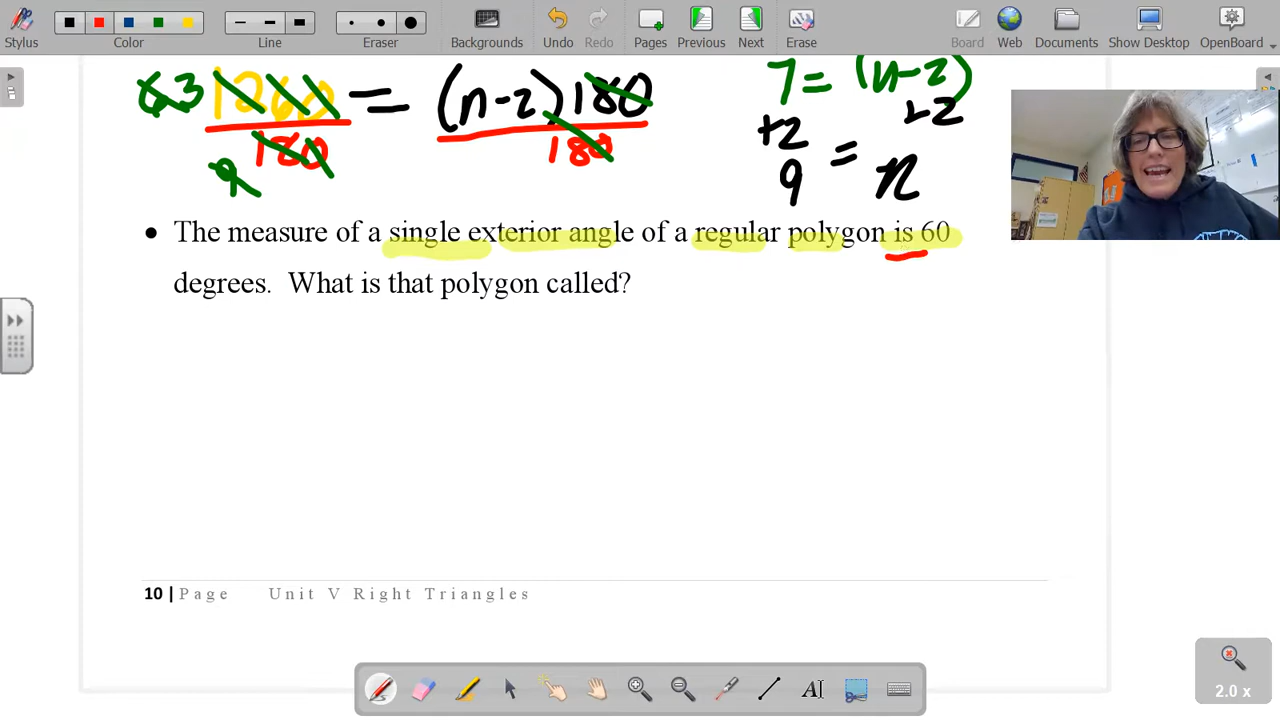 Stylus
Color
Line
Eraser
Backgrounds
Undo
Redo
Pages
Previous
Next
Erase
Board
Web
Documents
Show Desktop
OpenBoard
63 1260 = (n-2)180
180 180
9
7 = (n-2)
+2 +2
9 = n
• The measure of a single exterior angle of a regular polygon is 60
degrees. What is that polygon called?
10 | Page Unit V Right Triangles
2.0 x